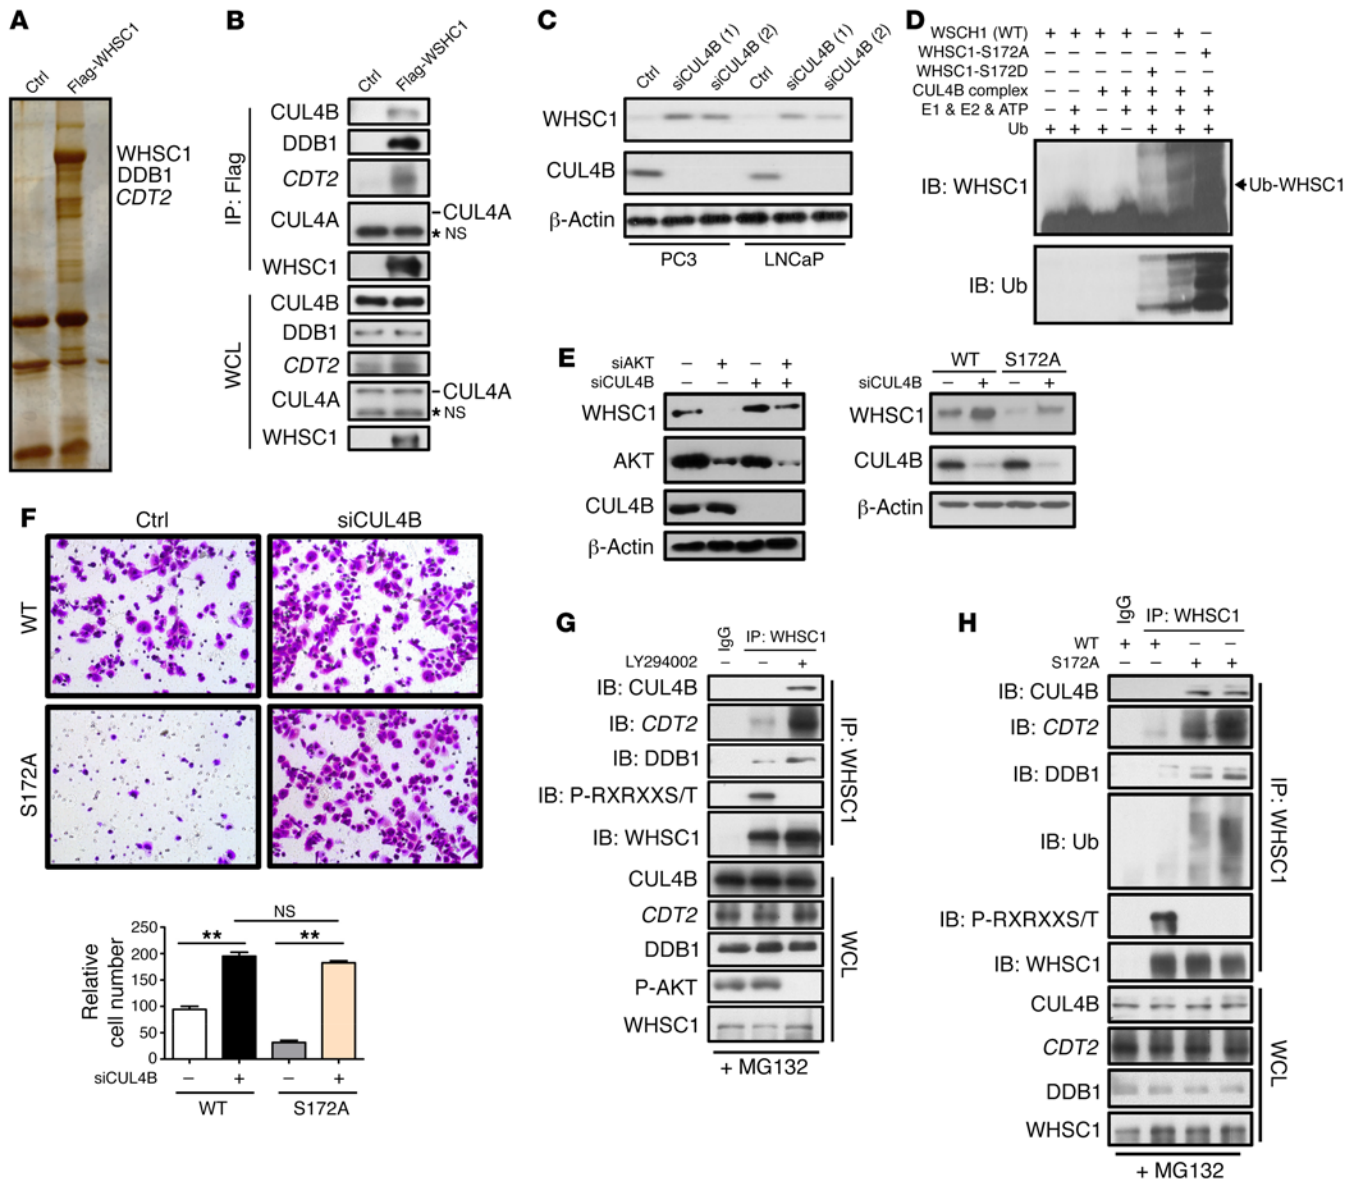 A
Ctrl
Flag-WHSC1
WHSC1
DDB1
CDT2
B
Ctrl
Flag-WSHC1
IP: Flag
CUL4B
DDB1
CDT2
CUL4A
–CUL4A
* NS
WHSC1
WCL
CUL4B
DDB1
CDT2
CUL4A
–CUL4A
* NS
WHSC1
C
Ctrl siCUL4B (1) siCUL4B (2) Ctrl siCUL4B (1) siCUL4B (2)
WHSC1
CUL4B
β-Actin
PC3 LNCaP
D
WSCH1 (WT) + + + + – + –
WHSC1-S172A – – – – – – +
WHSC1-S172D – – – – + – –
CUL4B complex – – + + + + +
E1 & E2 & ATP – + – + + + +
Ub + + + – + + +
IB: WHSC1
Ub-WHSC1
IB: Ub
E
siAKT – + – +
siCUL4B – – + +
WHSC1
AKT
CUL4B
β-Actin
WT S172A
siCUL4B – + – +
WHSC1
CUL4B
β-Actin
F
Ctrl siCUL4B
WT
S172A
NS
** **
Relative
cell number
250
200
150
100
50
0
siCUL4B – + – +
WT S172A
G
IgG
IP: WHSC1
LY294002 – – +
IB: CUL4B
IB: CDT2
IB: DDB1
IB: P-RXRXXS/T
IB: WHSC1
IP: WHSC1
CUL4B
CDT2
DDB1
P-AKT
WHSC1
WCL
+ MG132
H
IgG
IP: WHSC1
WT + + – –
S172A – – + +
IB: CUL4B
IB: CDT2
IB: DDB1
IB: Ub
IB: P-RXRXXS/T
IB: WHSC1
IP: WHSC1
CUL4B
CDT2
DDB1
WHSC1
WCL
+ MG132